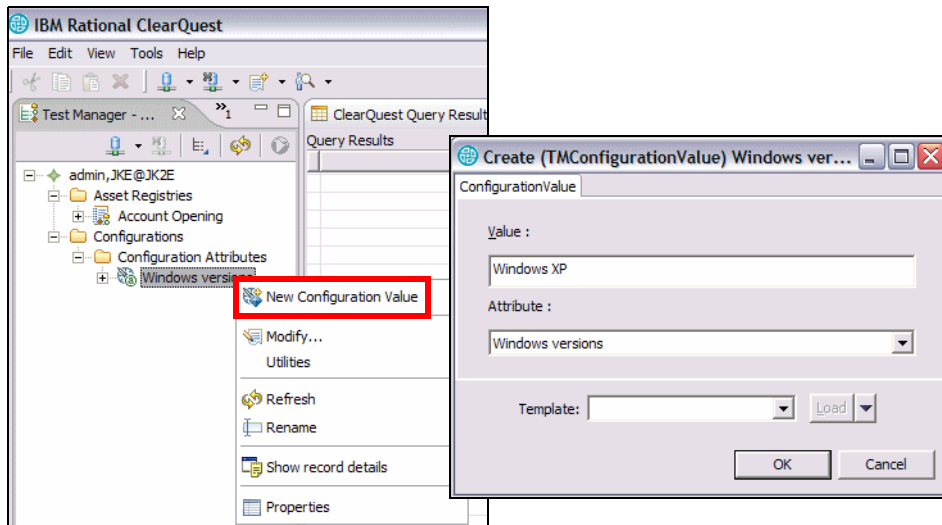 IBM Rational ClearQuest
File Edit View Tools Help
Test Manager - ...
»1
ClearQuest Query Result
Query Results
admin,JKE@JK2E
Asset Registries
Account Opening
Configurations
Configuration Attributes
Windows versions
New Configuration Value
Modify...
Utilities
Refresh
Rename
Show record details
Properties
Create (TMConfigurationValue) Windows ver...
ConfigurationValue
Value :
Windows XP
Attribute :
Windows versions
Template:
Load
OK
Cancel